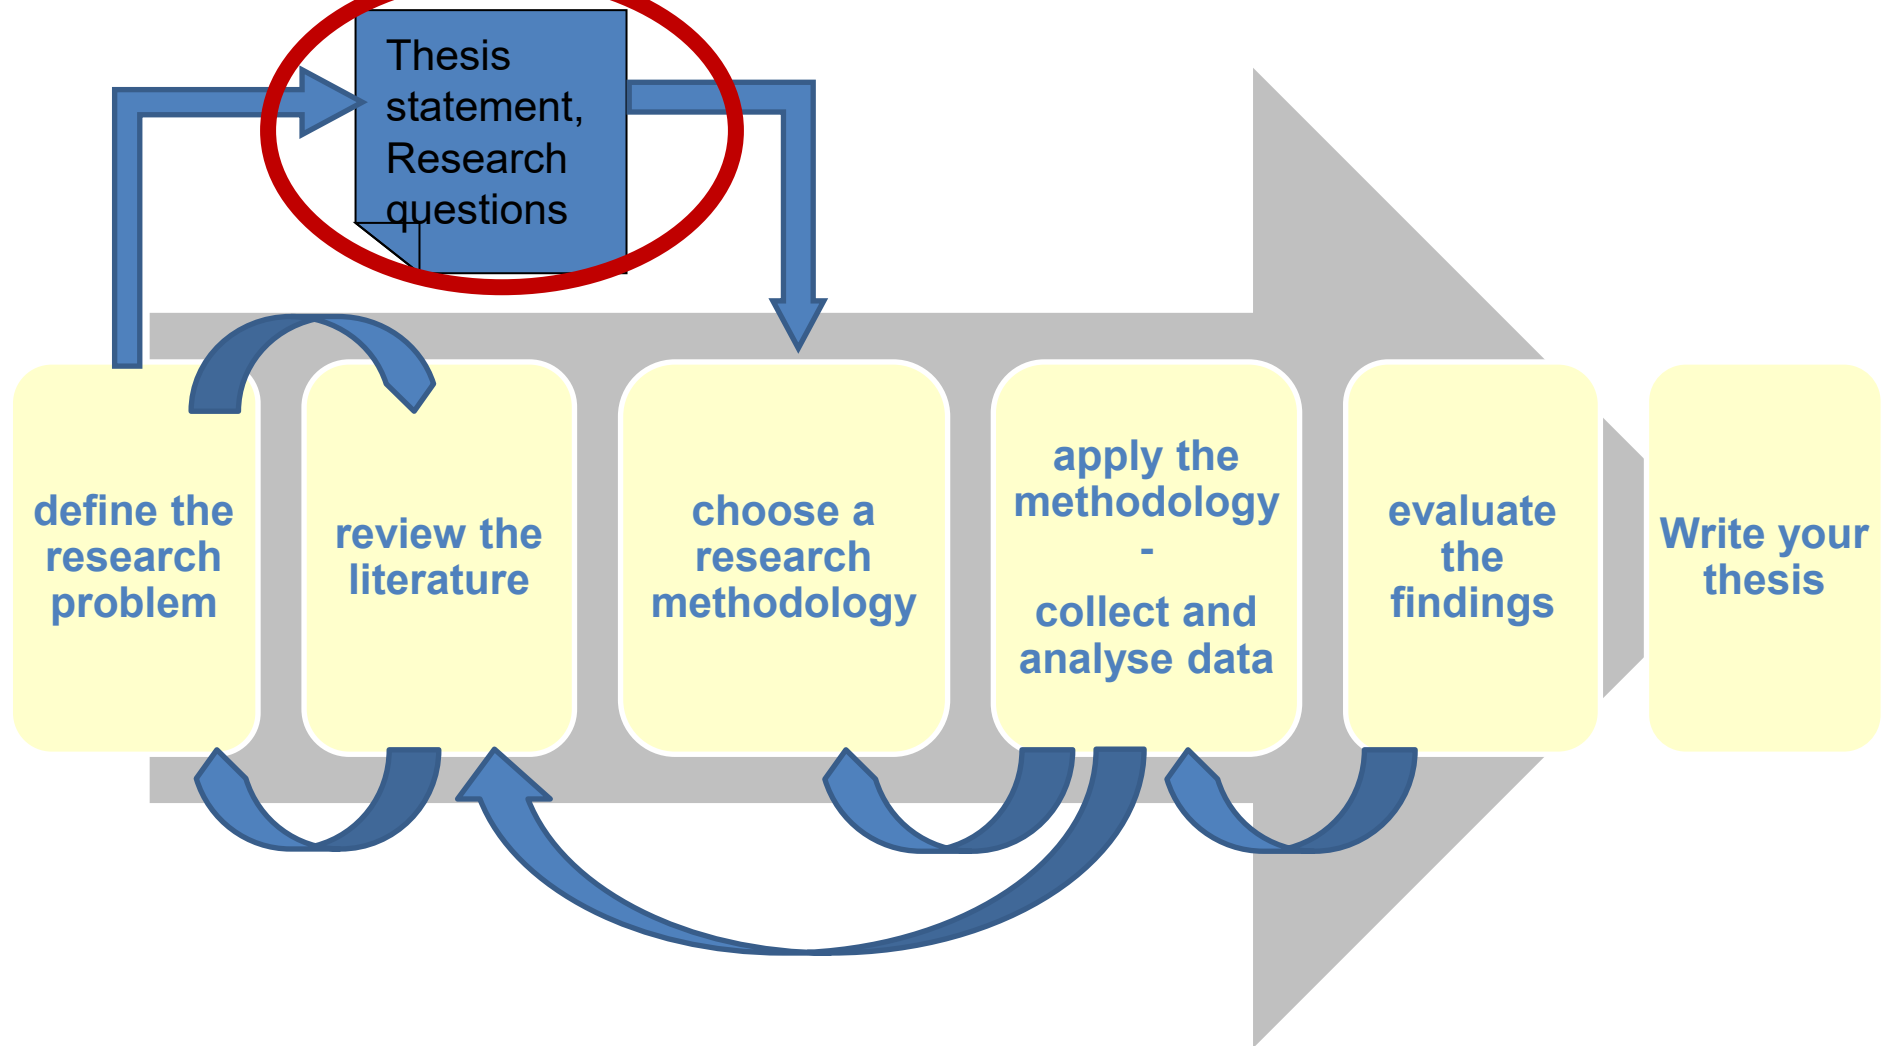 Thesis
statement,
Research
questions
define the
research
problem
review the
literature
choose a
research
methodology
apply the
methodology
-
collect and
analyse data
evaluate
the
findings
Write your
thesis